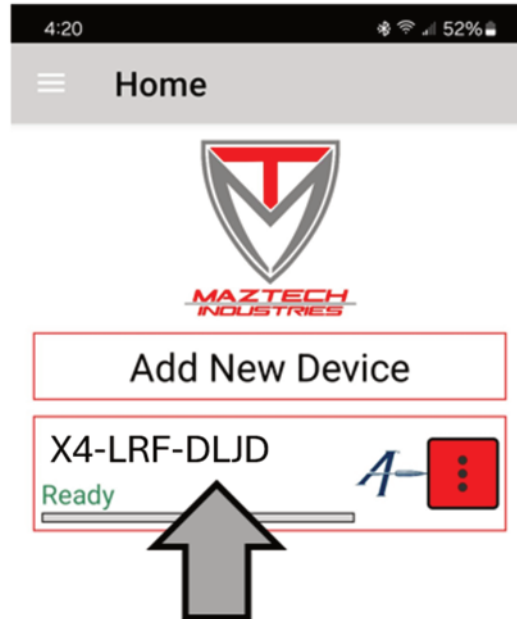 4:20 52%
Home
MAZTECH
INDUSTRIES
Add New Device
X4-LRF-DLJD
Ready